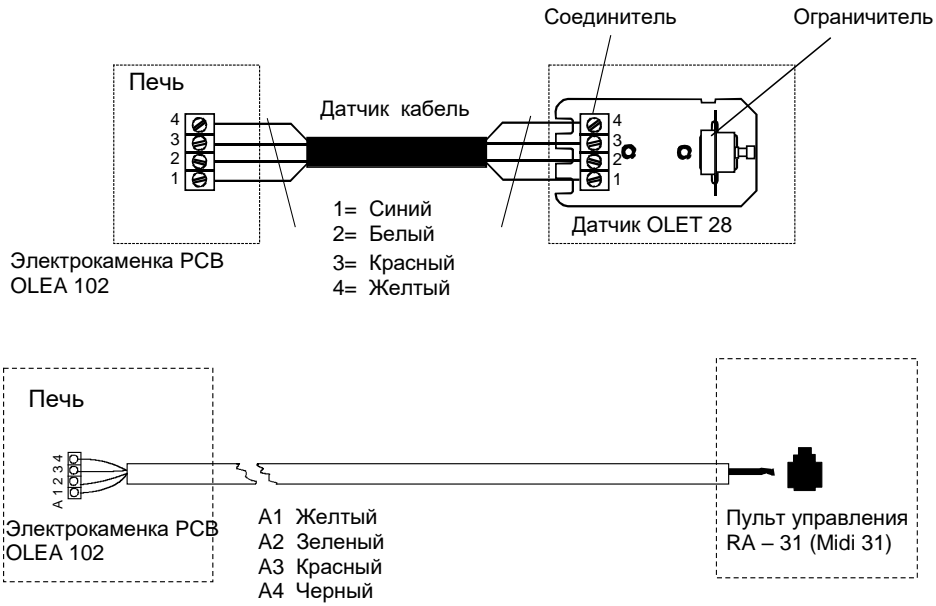 Соединитель
Ограничитель
Печь
Датчик кабель
4
3
2
1
4
3
2
1
1= Синий
2= Белый
3= Красный
4= Желтый
Датчик OLET 28
Электрокаменка PCB
OLEA 102
Печь
A 1 2 3 4
Электрокаменка PCB
OLEA 102
A1 Желтый
A2 Зеленый
A3 Красный
A4 Черный
Пульт управления
RA – 31 (Midi 31)